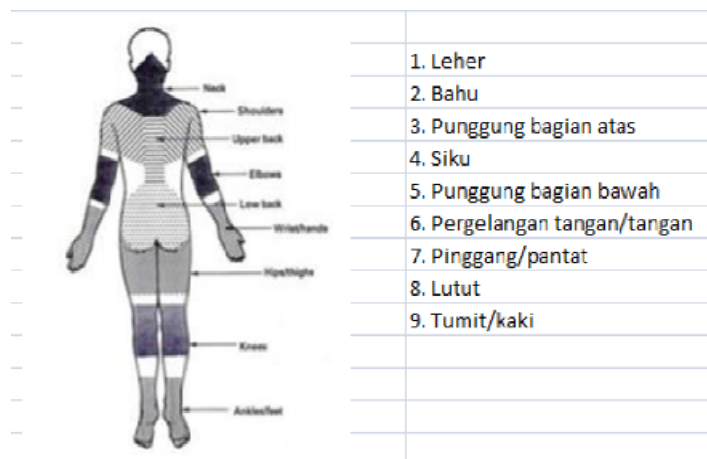 Neck
Shoulders
Upper back
Elbows
Low back
Wrist/hands
Hips/thighs
Knees
Ankles/feet
1. Leher
2. Bahu
3. Punggung bagian atas
4. Siku
5. Punggung bagian bawah
6. Pergelangan tangan/tangan
7. Pinggang/pantat
8. Lutut
9. Tumit/kaki